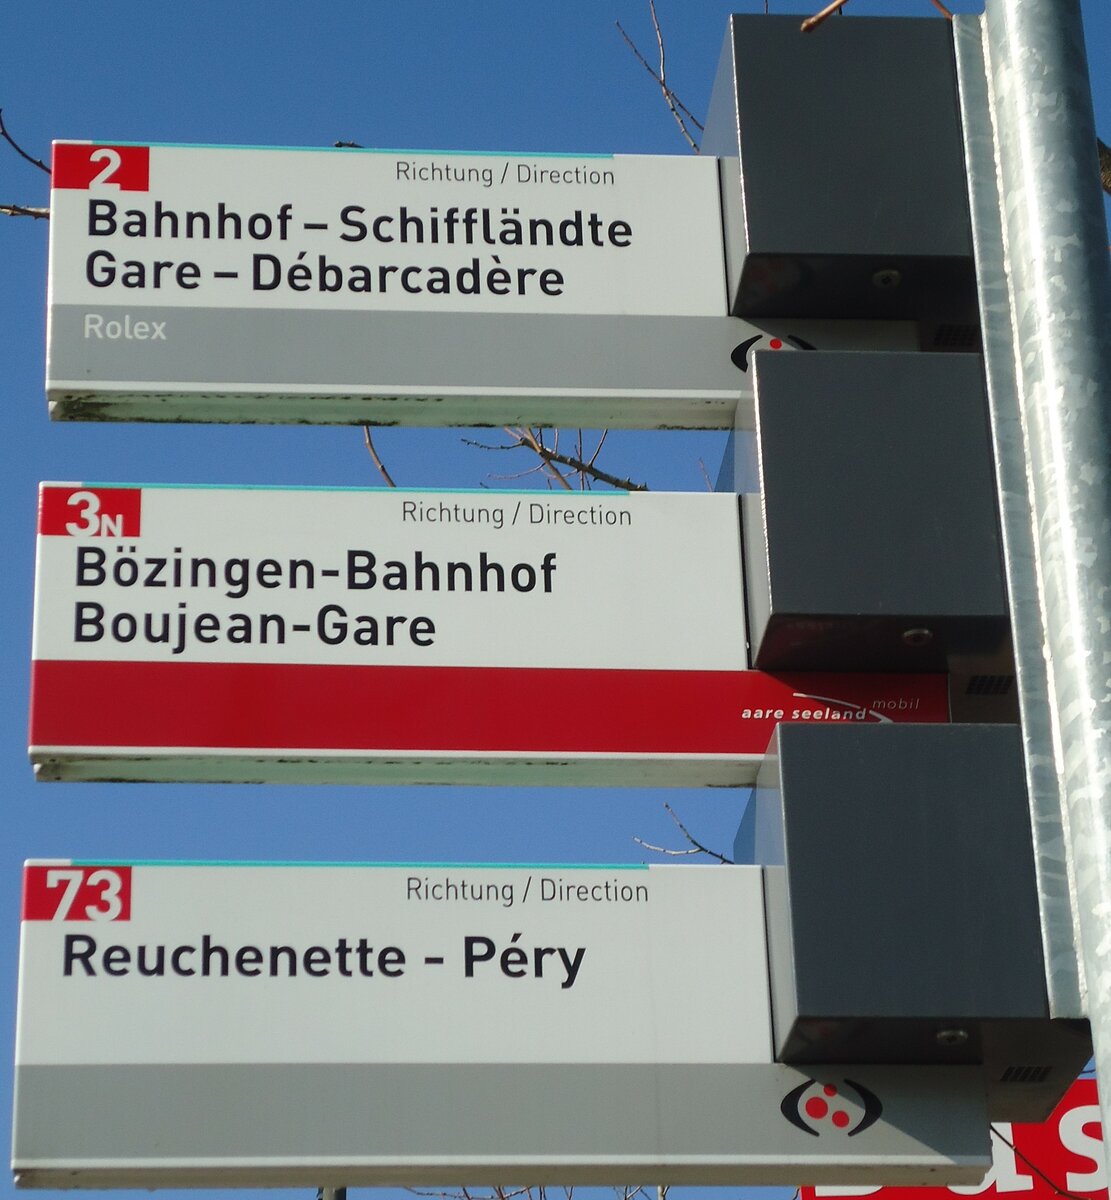 2
Richtung / Direction
Bahnhof – Schiffländte
Gare – Débarcadère
Rolex
3N
Richtung / Direction
Bözingen-Bahnhof
Boujean-Gare
aare seeland mobil
73
Richtung / Direction
Reuchenette - Péry